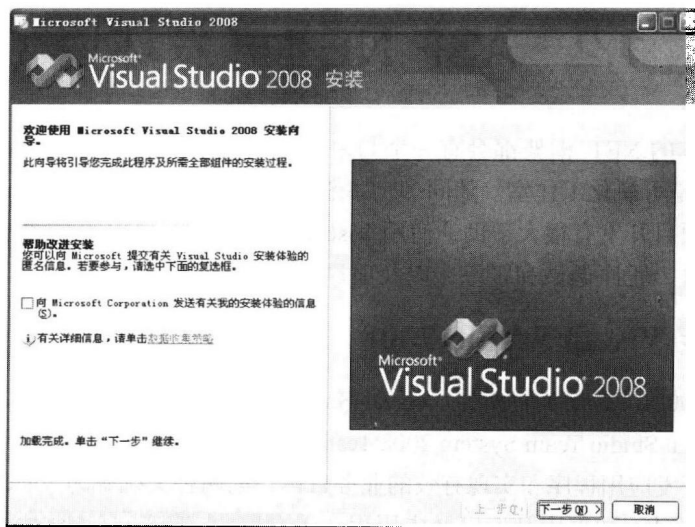 Microsoft Visual Studio 2008
Microsoft
Visual Studio 2008 安装
欢迎使用 Microsoft Visual Studio 2008 安装向
导。
此向导将引导您完成此程序及所需全部组件的安装过程。
帮助改进安装
您可以向 Microsoft 提交有关 Visual Studio 安装体验的
匿名信息。若要参与，请选中下面的复选框。
向 Microsoft Corporation 发送有关我的安装体验的信息
(S)。
有关详细信息，请单击数据收集策略
Microsoft
Visual Studio 2008
加载完成。单击“下一步”继续。
下一步(N) >
取消